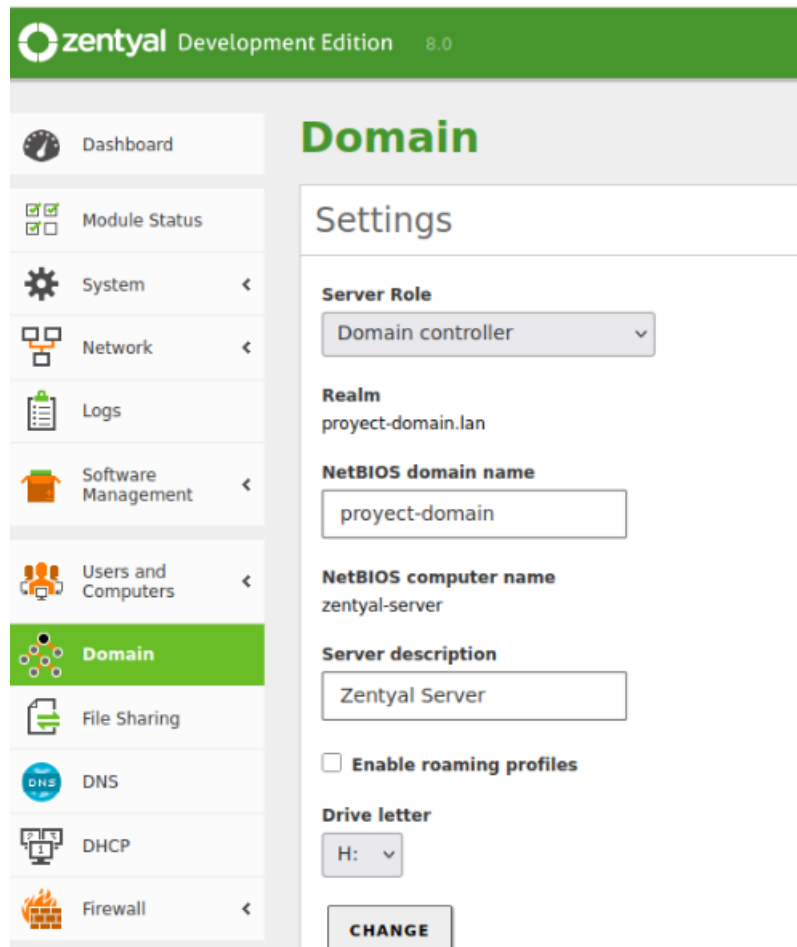 zentyal Development Edition 8.0
Dashboard
Module Status
System
Network
Logs
Software
Management
Users and
Computers
Domain
File Sharing
DNS
DNS
DHCP
Firewall
Domain
Settings
Server Role
Domain controller
Realm
proyect-domain.lan
NetBIOS domain name
proyect-domain
NetBIOS computer name
zentyal-server
Server description
Zentyal Server
Enable roaming profiles
Drive letter
H:
CHANGE